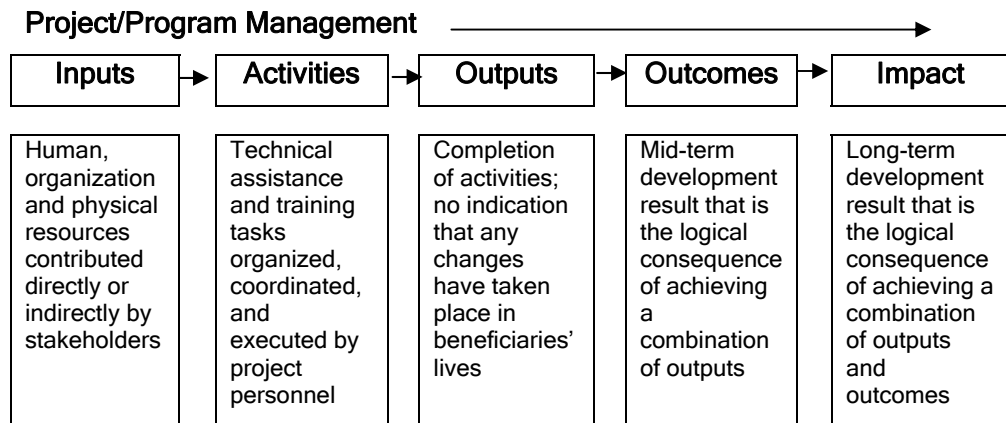 Project/Program Management
Inputs
Activities
Outputs
Outcomes
Impact
Human,
organization
and physical
resources
contributed
directly or
indirectly by
stakeholders
Technical
assistance
and training
tasks
organized,
coordinated,
and
executed by
project
personnel
Completion
of activities;
no indication
that any
changes
have taken
place in
beneficiaries’
lives
Mid-term
development
result that is
the logical
consequence
of achieving
a
combination
of outputs
Long-term
development
result that is
the logical
consequence
of achieving a
combination
of outputs
and
outcomes